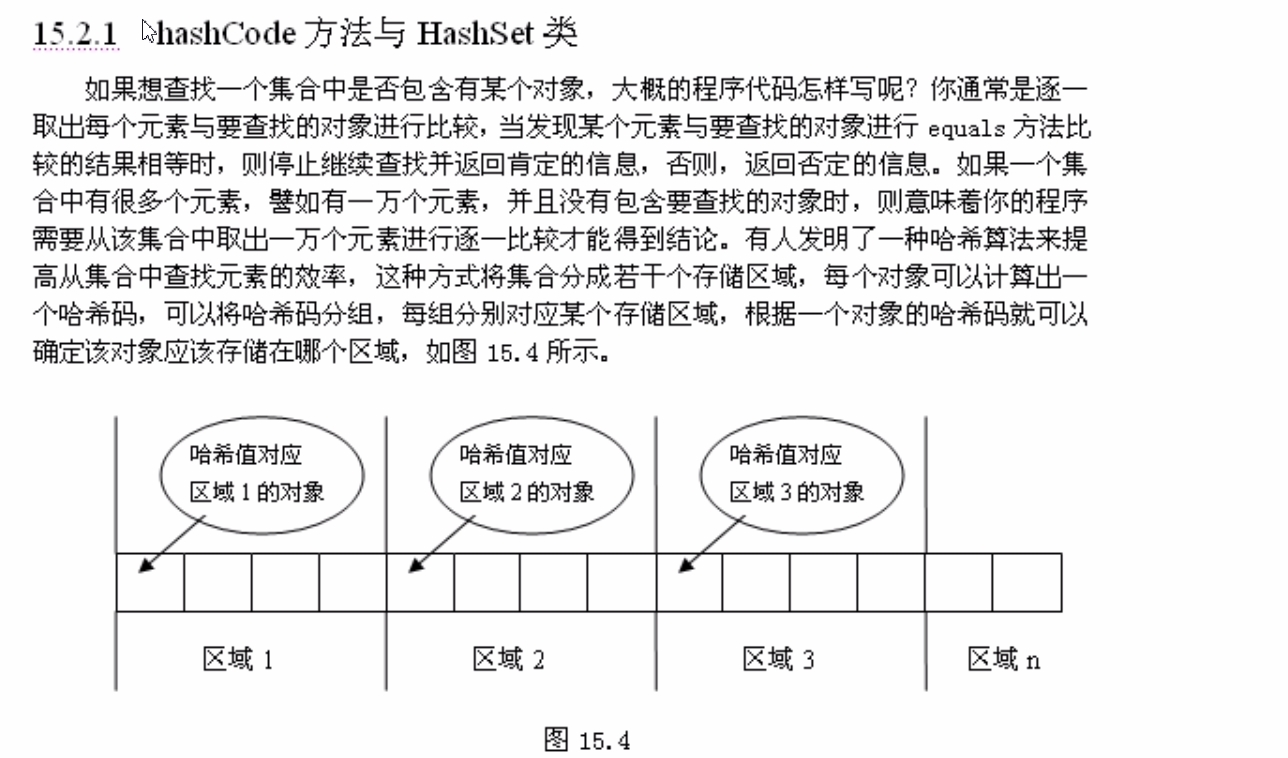 15.2.1 hashCode 方法与 HashSet 类
如果想查找一个集合中是否包含有某个对象，大概的程序代码怎样写呢？你通常是逐一
取出每个元素与要查找的对象进行比较，当发现某个元素与要查找的对象进行 equals 方法比
较的结果相等时，则停止继续查找并返回肯定的信息，否则，返回否定的信息。如果一个集
合中有很多个元素，譬如有一万个元素，并且没有包含要查找的对象时，则意味着你的程序
需要从该集合中取出一万个元素进行逐一比较才能得到结论。有人发明了一种哈希算法来提
高从集合中查找元素的效率，这种方式将集合分成若干个存储区域，每个对象可以计算出一
个哈希码，可以将哈希码分组，每组分别对应某个存储区域，根据一个对象的哈希码就可以
确定该对象应该存储在哪个区域，如图 15.4 所示。
哈希值对应
区域 1 的对象
哈希值对应
区域 2 的对象
哈希值对应
区域 3 的对象
区域 1
区域 2
区域 3
区域 n
图 15.4